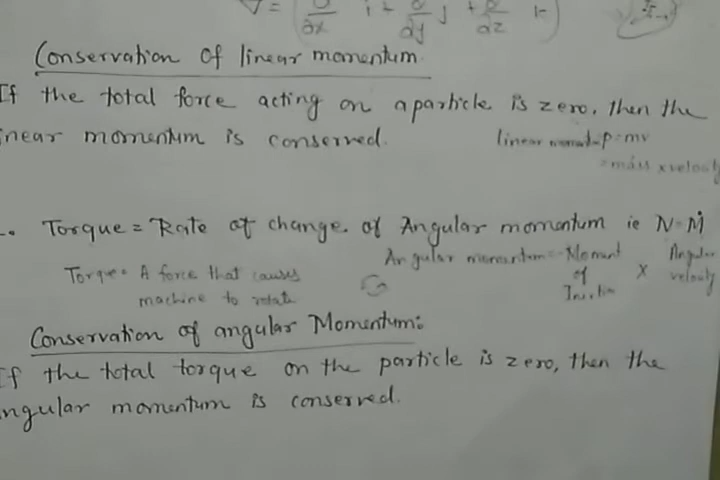 ∇ = ( ∂/∂x i + ∂/∂y j + ∂/∂z k )
Conservation of linear momentum
If the total force acting on a particle is zero, then the
inear momentum is conserved.
linear moment-p=mv
=mass x velocity
Torque = Rate of change. of Angular momentum ie N=Ṁ
Angular momentum = Moment of Inertia X Angular velocity
Torque = A force that causes
machine to rotate
Conservation of angular Momentum:
If the total torque on the particle is zero, then the
ngular momentum is conserved.